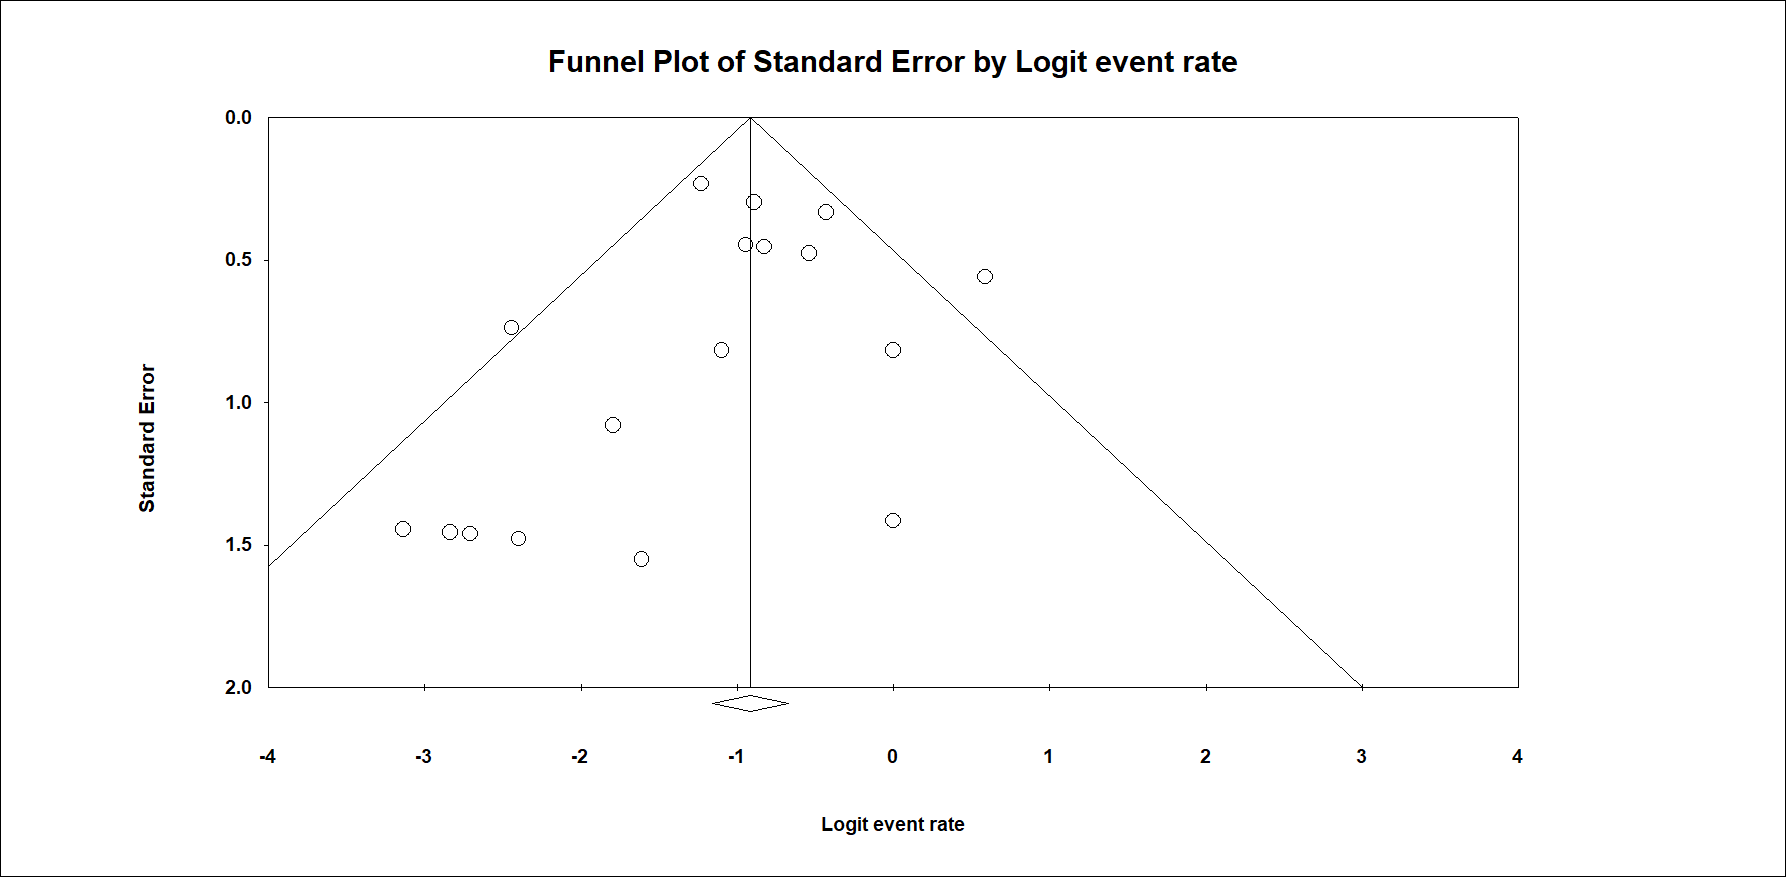 Funnel Plot of Standard Error by Logit event rate
0.0
0.5
1.0
1.5
2.0
Standard Error
-4 -3 -2 -1 0 1 2 3 4
Logit event rate